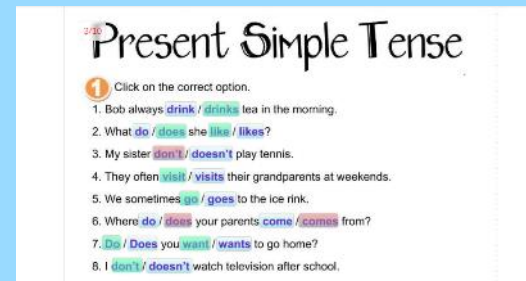 3/10
Present Simple Tense
1 Click on the correct option.
1. Bob always drink / drinks tea in the morning.
2. What do / does she like / likes?
3. My sister don't / doesn't play tennis.
4. They often visit / visits their grandparents at weekends.
5. We sometimes go / goes to the ice rink.
6. Where do / does your parents come / comes from?
7. Do / Does you want / wants to go home?
8. I don't / doesn't watch television after school.